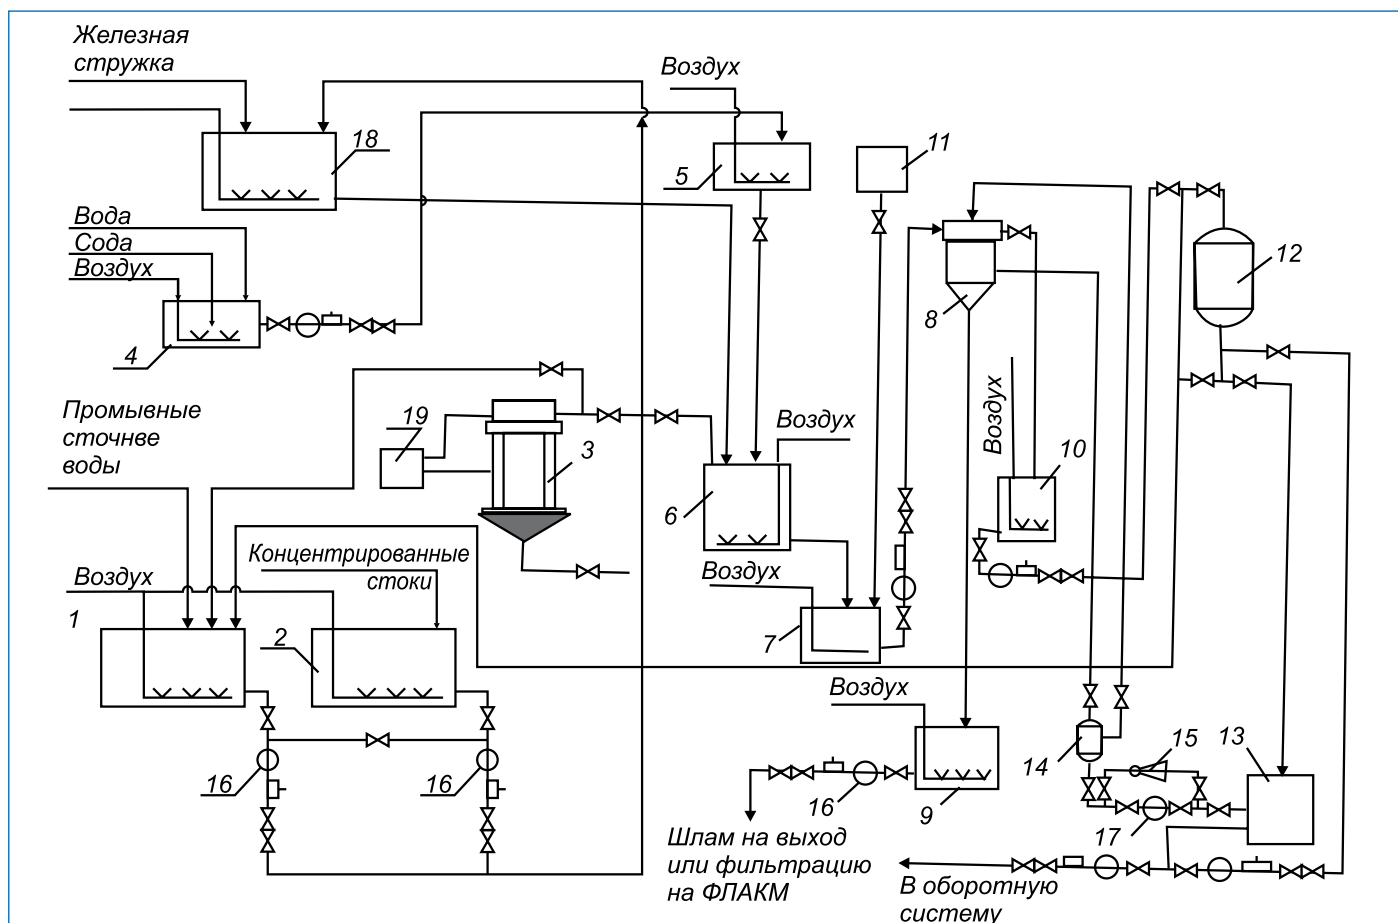 Железная
стружка
Воздух
18
5
11
Вода
Сода
Воздух
4
12
8
Промывные
сточнве
воды
19
3
Воздух
Воздух
10
6
Концентрированные
стоки
Воздух
1
2
Воздух
7
Воздух
14
15
13
16
16
16
9
17
Шлам на выход
или фильтрацию
на ФЛАКМ
В оборотную
систему